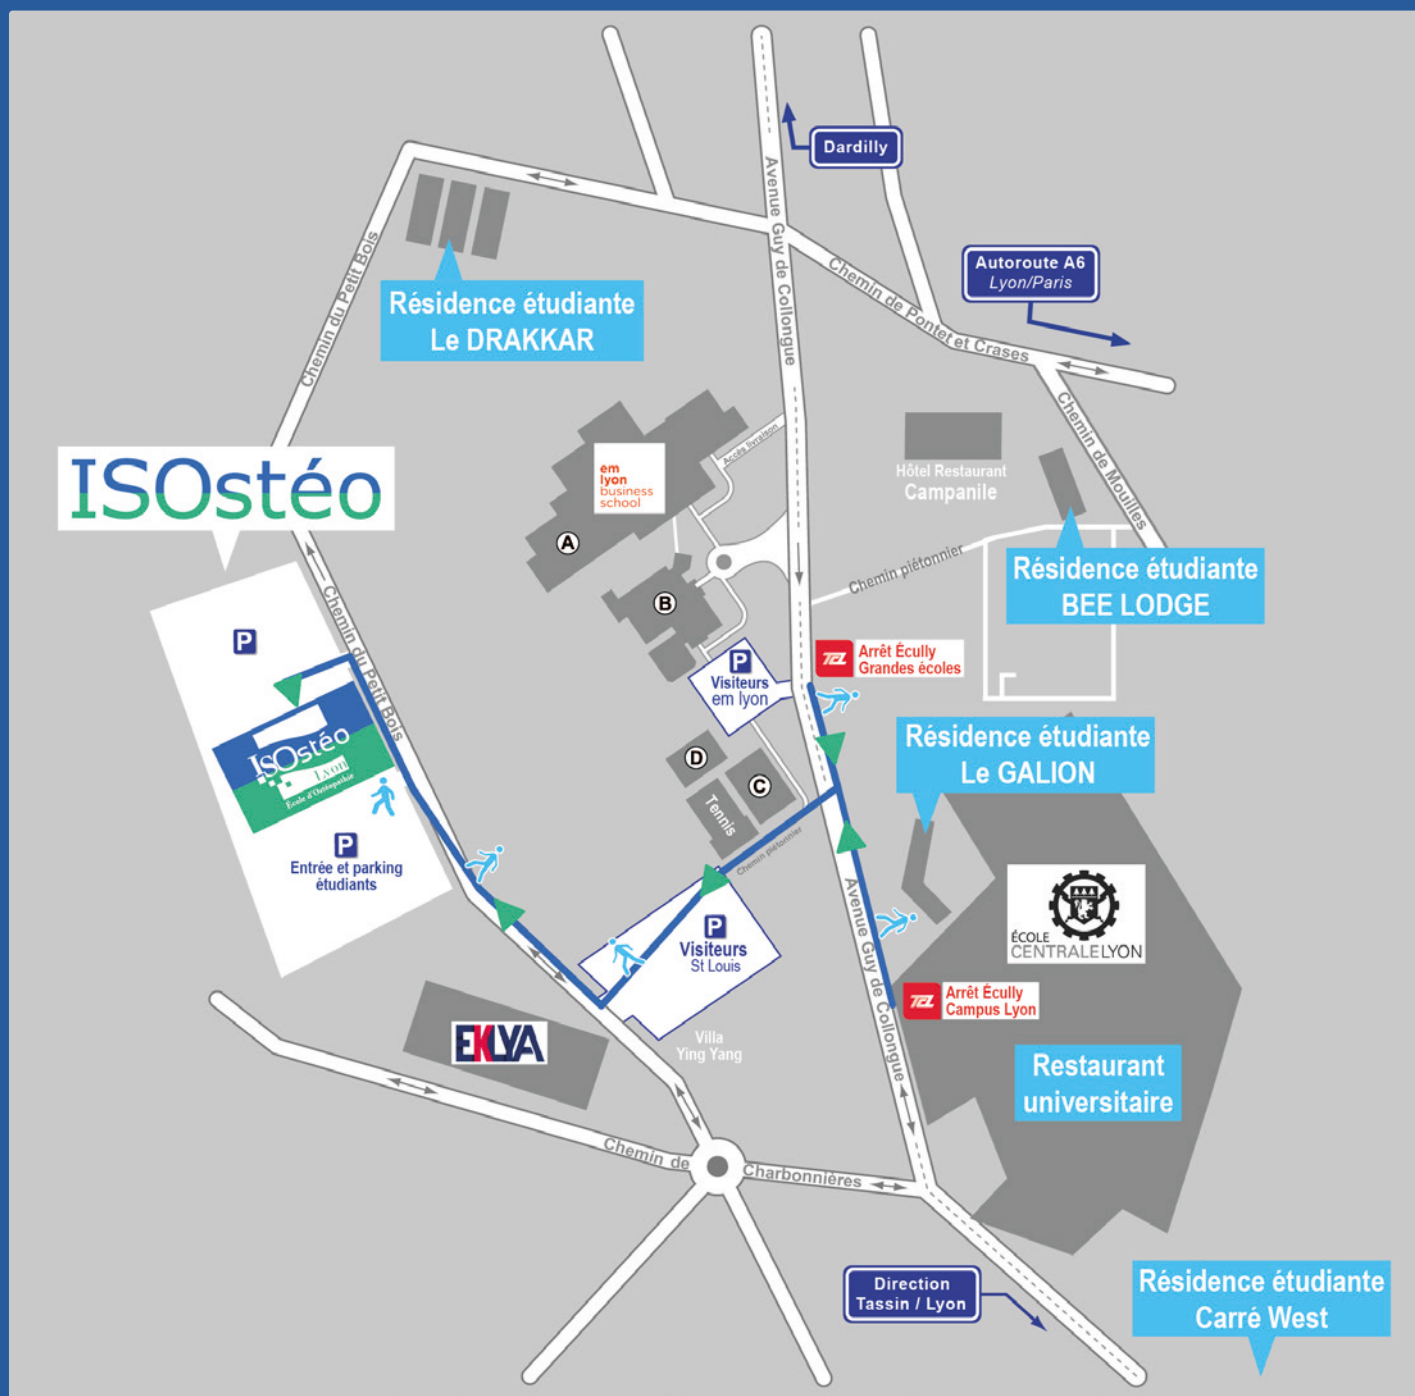 Dardilly
Avenue Guy de Collongue
Autoroute A6
Lyon/Paris
Chemin du Petit Bois
Résidence étudiante
Le DRAKKAR
Chemin de Pontet et Crases
Chemin de Mouilles
Accès livraison
em
lyon
business
school
Hôtel Restaurant
Campanile
ISOstéo
A
Chemin piétonnier
Résidence étudiante
BEE LODGE
B
Chemin du Petit Bois
P
P
Visiteurs
em lyon
TCL
Arrêt Écully
Grandes écoles
ISOstéo
Lyon
École d'Ostéopathie
D
C
Tennis
Résidence étudiante
Le GALION
P
Entrée et parking
étudiants
Chemin piétonnier
P
Visiteurs
St Louis
Avenue Guy de Collongue
ÉCOLE
CENTRALELYON
TCL
Arrêt Écully
Campus Lyon
EKLYA
Villa
Ying Yang
Restaurant
universitaire
Chemin de Charbonnières
Direction
Tassin / Lyon
Résidence étudiante
Carré West